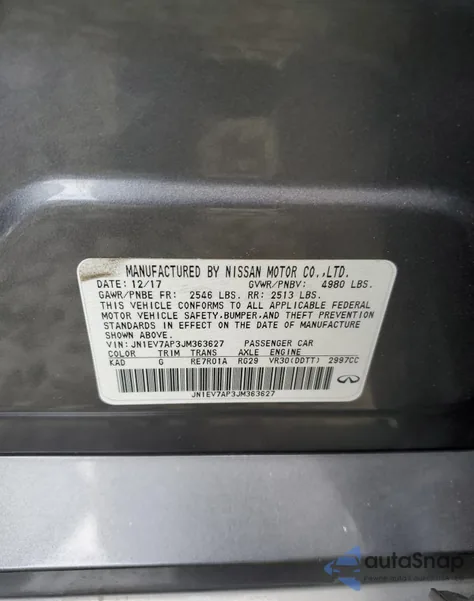 MANUFACTURED BY NISSAN MOTOR CO.,LTD.
DATE: 12/17 GVWR/PNBV: 4980 LBS.
GAWR/PNBE FR: 2546 LBS. RR: 2513 LBS.
THIS VEHICLE CONFORMS TO ALL APPLICABLE FEDERAL
MOTOR VEHICLE SAFETY, BUMPER, AND THEFT PREVENTION
STANDARDS IN EFFECT ON THE DATE OF MANUFACTURE
SHOWN ABOVE.
VIN: JN1EV7AP3JM363627 PASSENGER CAR
COLOR TRIM TRANS AXLE ENGINE
KAD G RE7R01A RG29 VR30(DDTT) 2997CC
JN1EV7AP3JM363627
autoSnap